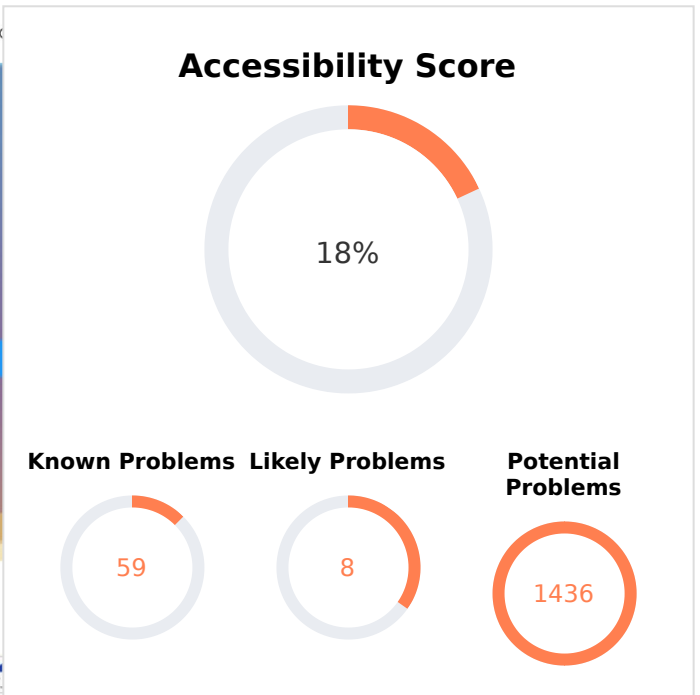 Accessibility Score
18%
Known Problems
Likely Problems
Potential
Problems
59
8
1436